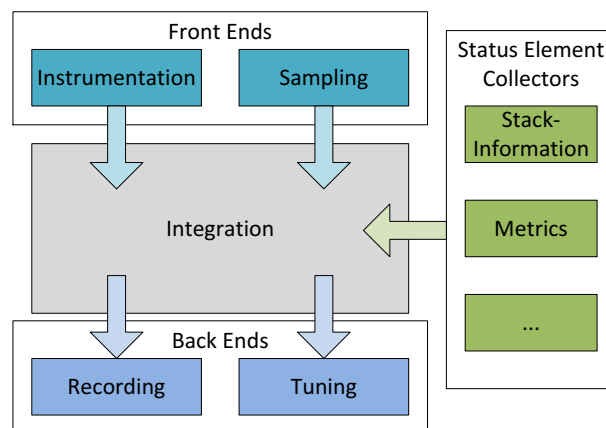 Front Ends
Instrumentation
Sampling
Status Element
Collectors
Stack-
Information
Integration
Metrics
...
Back Ends
Recording
Tuning